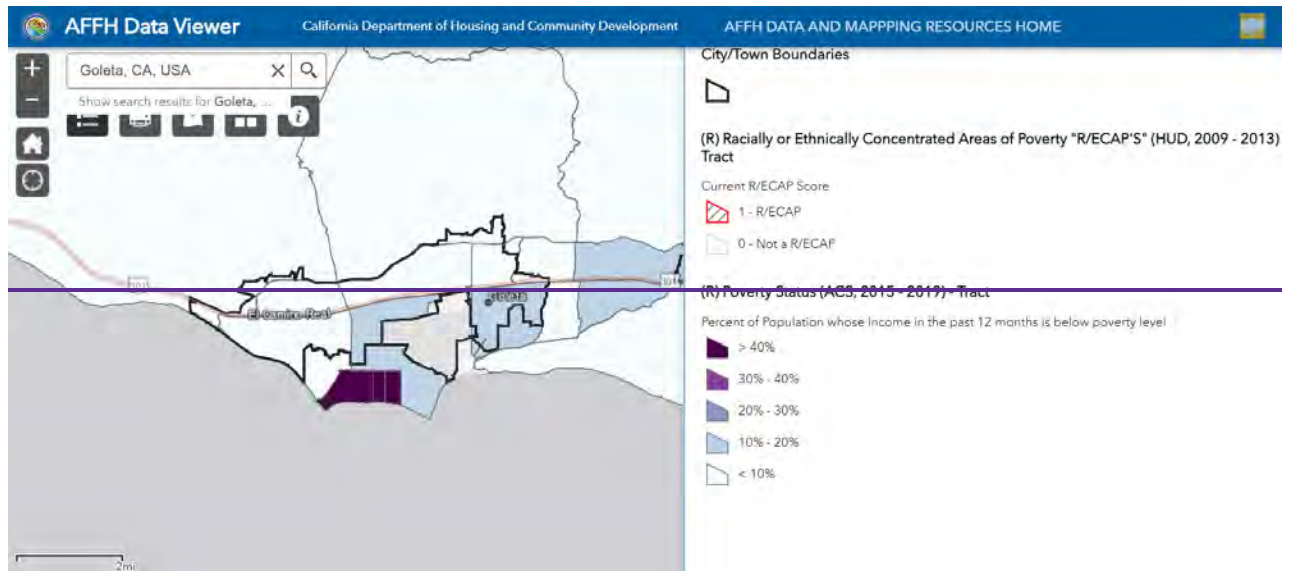 AFFH Data Viewer
California Department of Housing and Community Development
AFFH DATA AND MAPPPING RESOURCES HOME
Goleta, CA, USA
Show search results for Goleta, ...
City/Town Boundaries
(R) Racially or Ethnically Concentrated Areas of Poverty "R/ECAP'S" (HUD, 2009 - 2013)
Tract
Current R/ECAP Score
1 - R/ECAP
0 - Not a R/ECAP
(R) Poverty Status (ACS, 2015 - 2019) - Tract
Percent of Population whose Income in the past 12 months is below poverty level
> 40%
30% - 40%
20% - 30%
10% - 20%
< 10%
Goleta
El Camino Real
2mi